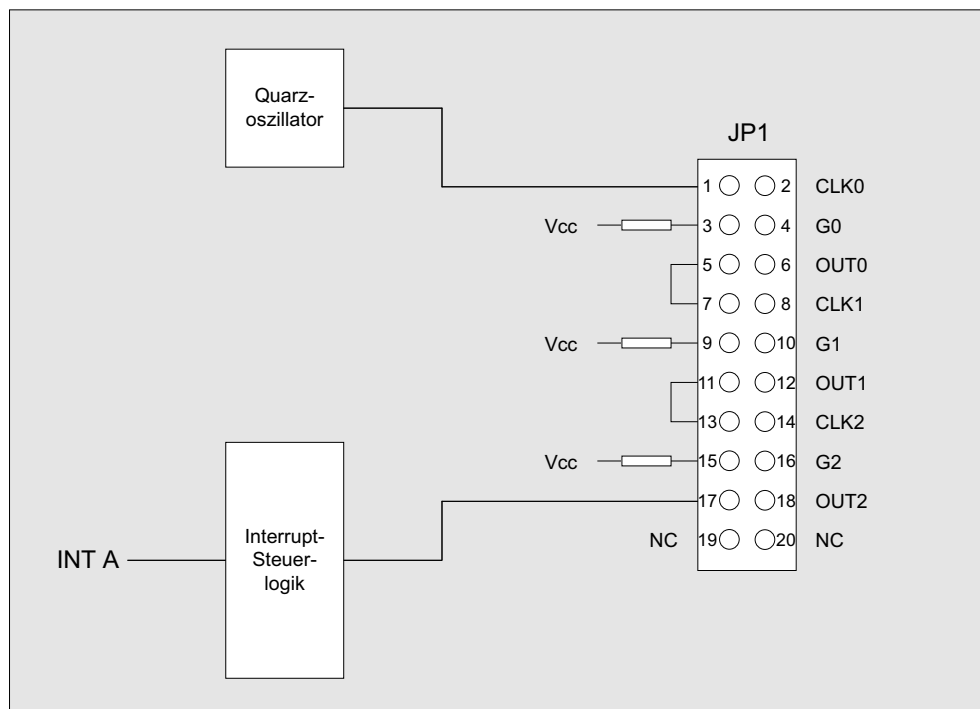 Quarz-
oszillator
JP1
1 2 CLK0
Vcc 3 4 G0
5 6 OUT0
7 8 CLK1
Vcc 9 10 G1
11 12 OUT1
13 14 CLK2
Vcc 15 16 G2
17 18 OUT2
NC 19 20 NC
INT A
Interrupt-
Steuer-
logik